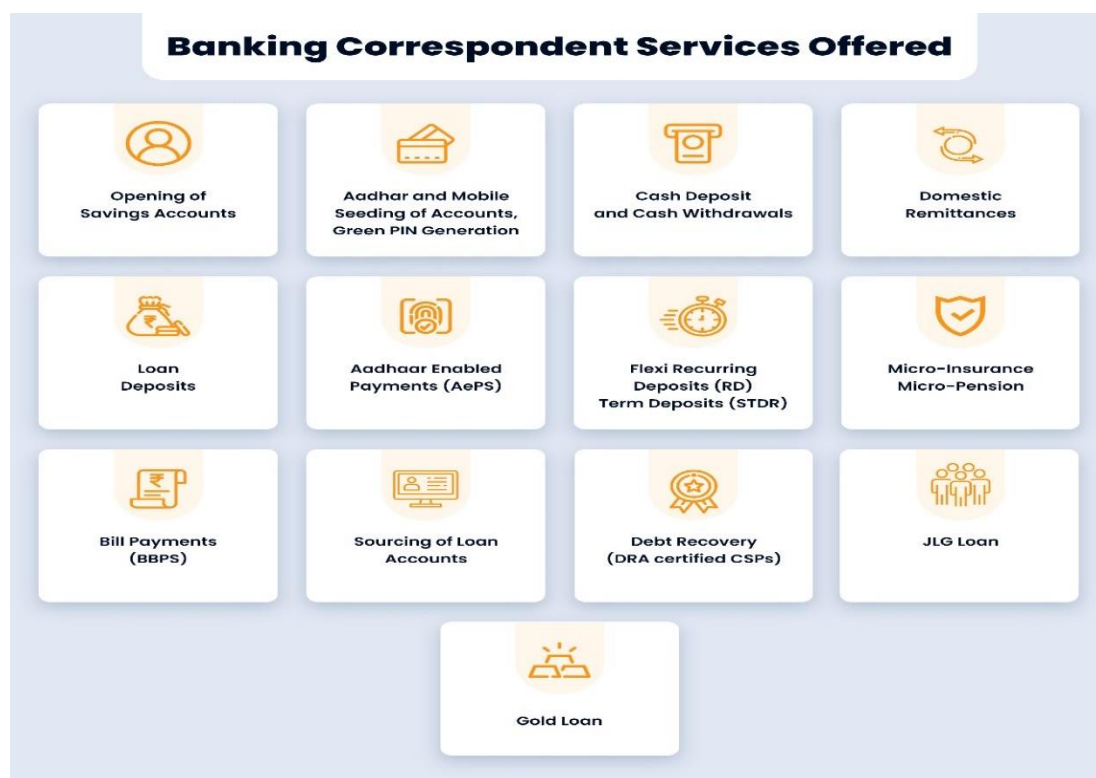 Banking Correspondent Services Offered
Opening of
Savings Accounts
Aadhar and Mobile
Seeding of Accounts,
Green PIN Generation
Cash Deposit
and Cash Withdrawals
Domestic
Remittances
₹
Loan
Deposits
Aadhaar Enabled
Payments (AePS)
Flexi Recurring
Deposits (RD)
Term Deposits (STDR)
Micro-Insurance
Micro-Pension
₹
Bill Payments
(BBPS)
Sourcing of Loan
Accounts
Debt Recovery
(DRA certified CSPs)
JLG Loan
Gold Loan